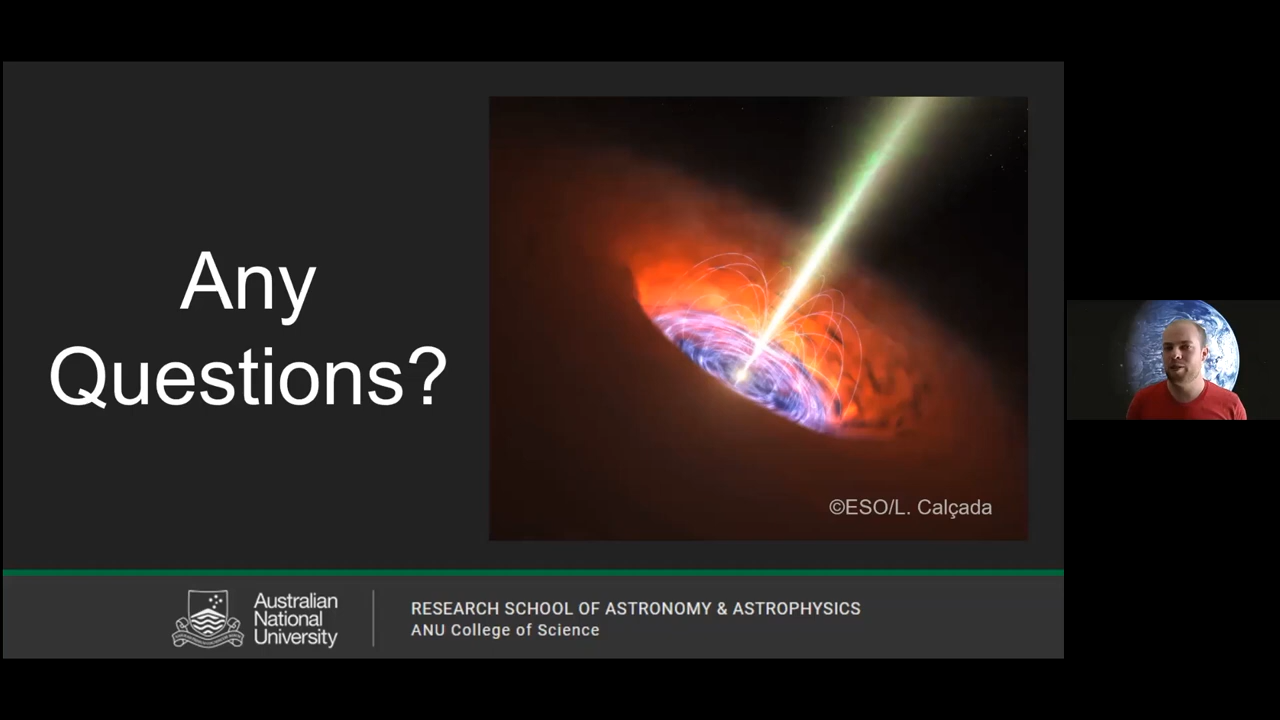 Any
Questions?
©ESO/L. Calçada
Australian
National
University
RESEARCH SCHOOL OF ASTRONOMY & ASTROPHYSICS
ANU College of Science